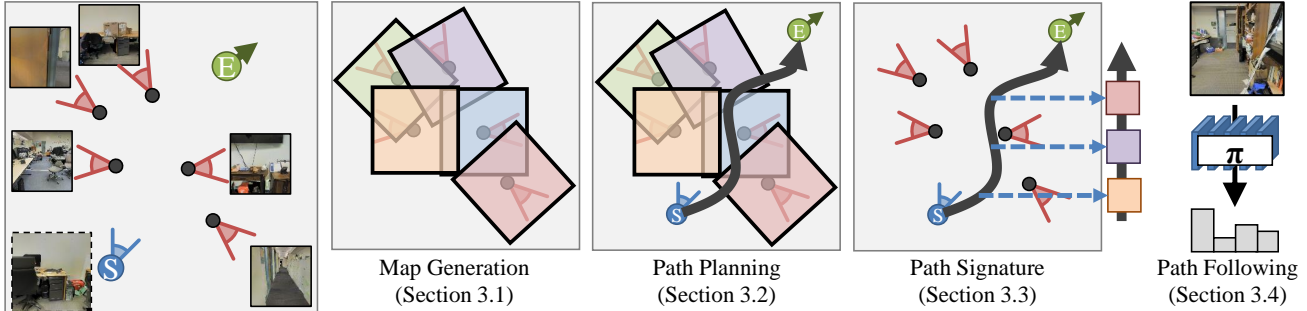 E
S
Map Generation
(Section 3.1)
E
S
Path Planning
(Section 3.2)
E
S
Path Signature
(Section 3.3)
π
Path Following
(Section 3.4)